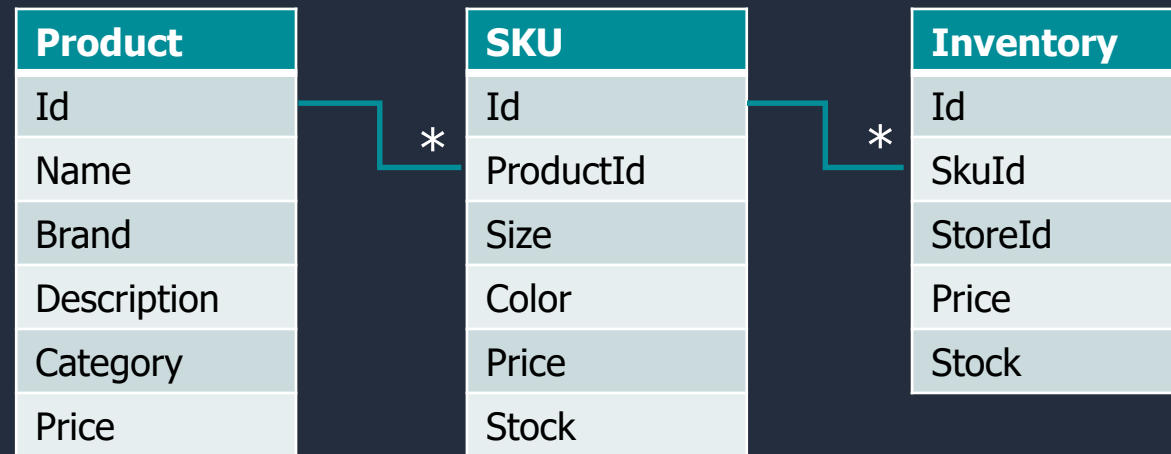 Product
Id
Name
Brand
Description
Category
Price
*
SKU
Id
ProductId
Size
Color
Price
Stock
*
Inventory
Id
SkuId
StoreId
Price
Stock